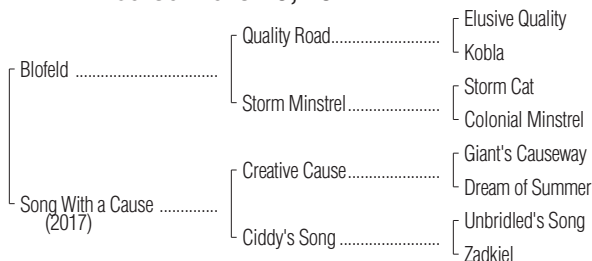 Elusive Quality
Quality Road
Kobla
Blofeld
Storm Cat
Storm Minstrel
Colonial Minstrel
Giant's Causeway
Creative Cause
Dream of Summer
Song With a Cause
(2017)
Unbridled's Song
Ciddy's Song
Zadkiel